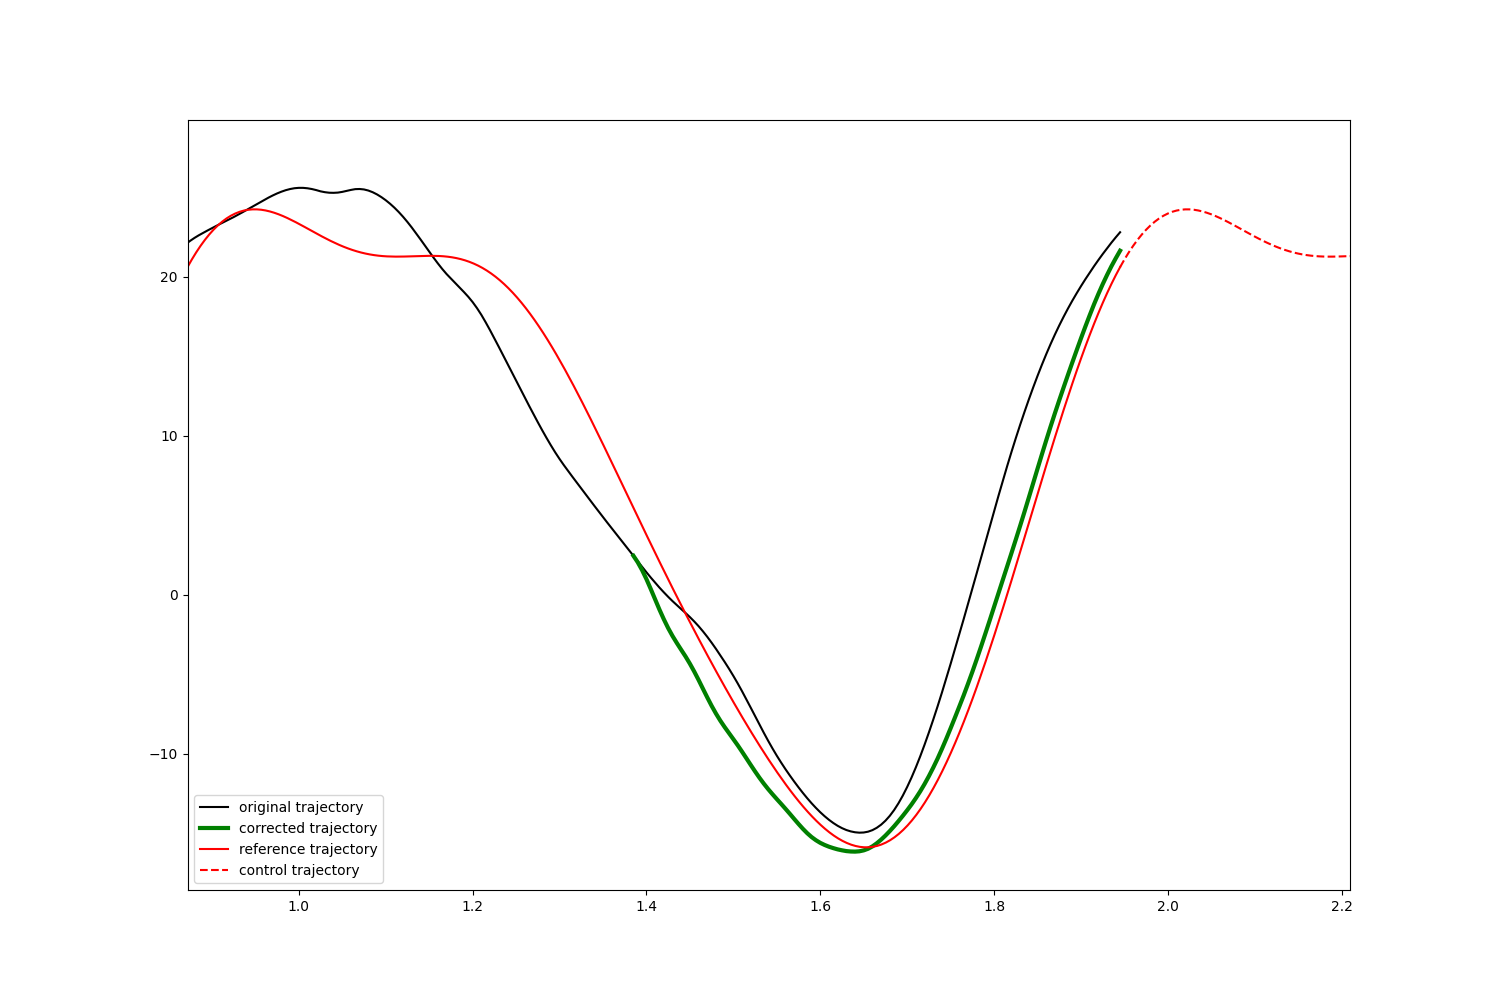 20
10
0
−10
original trajectory
corrected trajectory
reference trajectory
control trajectory
1.0 1.2 1.4 1.6 1.8 2.0 2.2